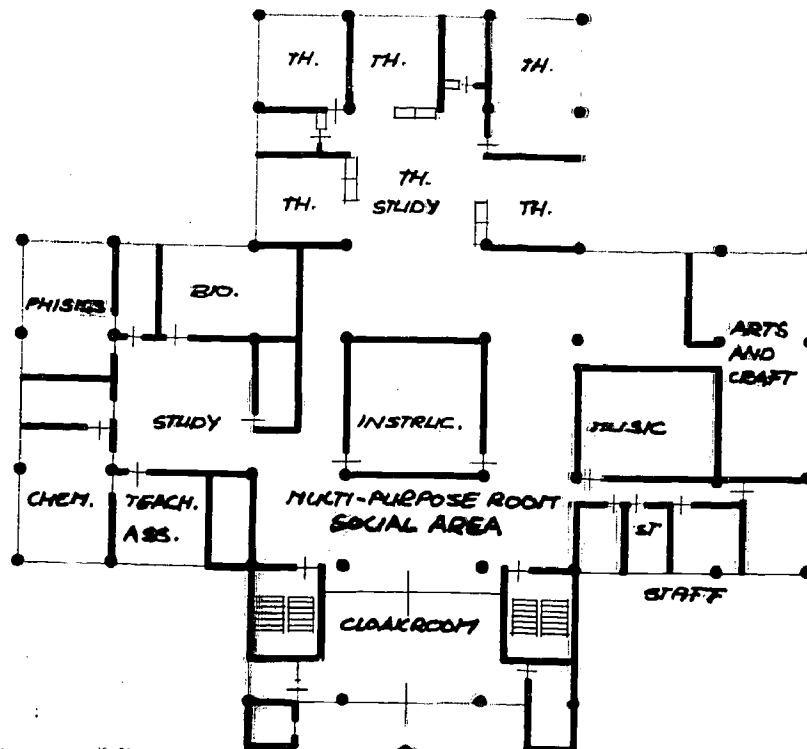 TH.
TH.
TH.
TH.
STUDY
TH.
TH.
PHISICS
BIO.
ARTS
AND
CRAFT
STUDY
INSTRUC.
MUSIC
CHEM.
TEACH.
ASS.
MULTI-PURPOSE ROOM
SOCIAL AREA
ST
STAFF
CLOAKROOM